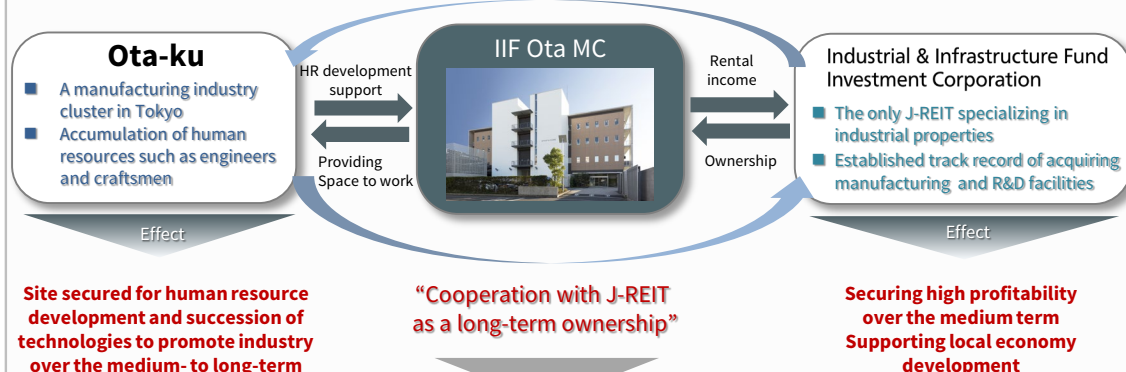 Ota-ku
A manufacturing industry
cluster in Tokyo
Accumulation of human
resources such as engineers
and craftsmen
HR development
support
Providing
Space to work
IIF Ota MC
Rental
income
Ownership
Industrial & Infrastructure Fund
Investment Corporation
The only J-REIT specializing in
industrial properties
Established track record of acquiring
manufacturing and R&D facilities
Effect
Effect
Site secured for human resource
development and succession of
technologies to promote industry
over the medium- to long-term
“Cooperation with J-REIT
as a long-term ownership”
Securing high profitability
over the medium term
Supporting local economy
development